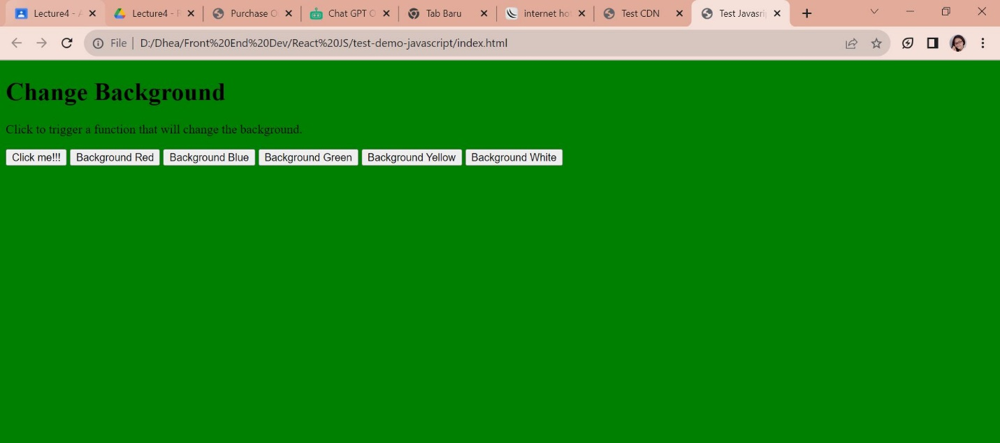 Lecture4 - Lecture4 - Purchase O Chat GPT Tab Baru internet Test CDN Test Javasri
File D:/Dhea/Front%20End%20Dev/React%20JS/test-demo-javascript/index.html
Change Background
Click to trigger a function that will change the background.
Click me!!! Background Red Background Blue Background Green Background Yellow Background White